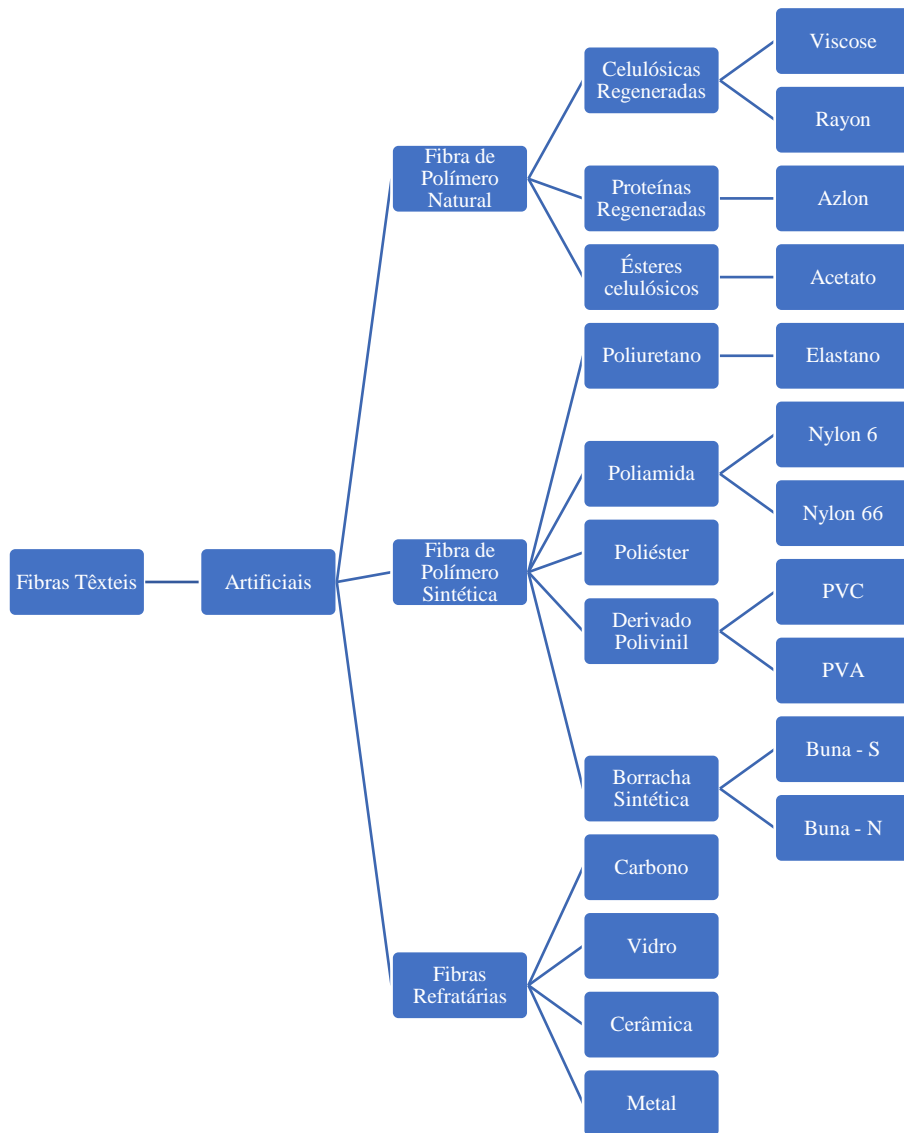 Fibras Têxteis
Artificiais
Fibra de
Polímero
Natural
Celulósicas
Regeneradas
Viscose
Rayon
Proteínas
Regeneradas
Azlon
Ésteres
celulósicos
Acetato
Fibra de
Polímero
Sintética
Poliuretano
Elastano
Poliamida
Nylon 6
Nylon 66
Poliéster
Derivado
Polivinil
PVC
PVA
Borracha
Sintética
Buna - S
Buna - N
Fibras
Refratárias
Carbono
Vidro
Cerâmica
Metal